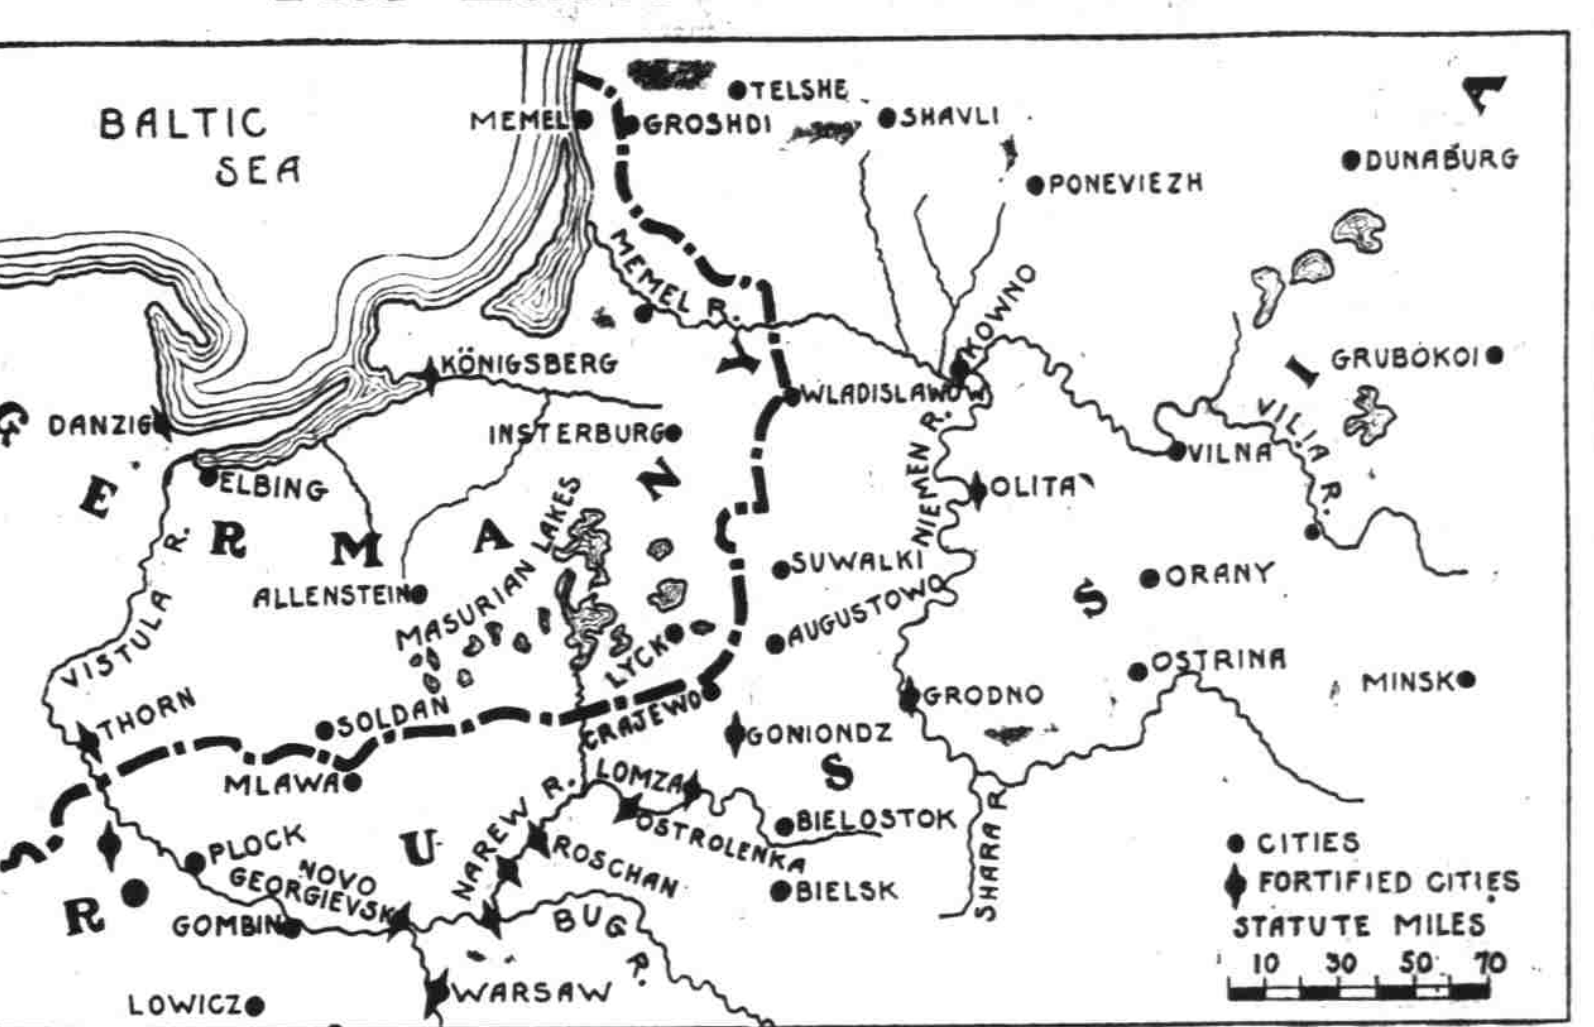 BALTIC
SEA
MEMEL
GROSHDI
TELSHE
SHAVLI
PONEVIEZH
DUNABURG
MEMEL R.
KOWNO
GRUBOKOI
KÖNIGSBERG
WLADISLAWOW
DANZIG
INSTERBURG
VILIA R.
VILNA
ELBING
NIEMEN R.
OLITA
G E R M A N Y
ALLENSTEIN
MASURIAN LAKES
SUWALKI
ORANY
AUGUSTOWO
VISTULA R.
LYCK
OSTRINA
MINSK
THORN
SOLDAN
GRAJEWO
GRODNO
GONIONDZ
MLAWA
LOMZA
NAREW R.
R U S S I A
BIELOSTOK
OSTROLENKA
SHARA R.
PLOCK
ROSCHAN
BIELSK
NOVO
GEORGIEVSK
GOMBIN
BUG R.
WARSAW
LOWICZ
CITIES
FORTIFIED CITIES
STATUTE MILES
10 30 50 70